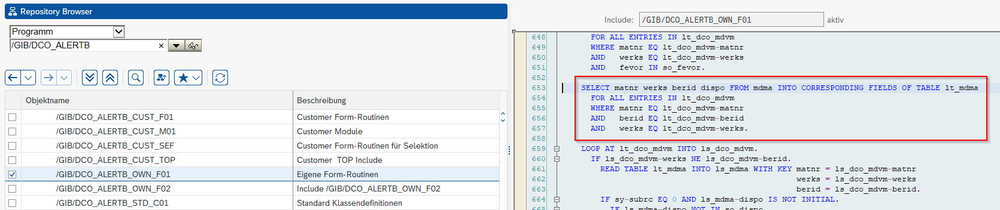 Repository Browser
Programm
/GIB/DCO_ALERTB
Objektname Beschreibung
/GIB/DCO_ALERTB_CUST_F01 Customer Form-Routinen
/GIB/DCO_ALERTB_CUST_M01 Customer Module
/GIB/DCO_ALERTB_CUST_SEF Customer Form-Routinen für Selektion
/GIB/DCO_ALERTB_CUST_TOP Customer TOP Include
/GIB/DCO_ALERTB_OWN_F01 Eigene Form-Routinen
/GIB/DCO_ALERTB_OWN_F02 Include /GIB/DCO_ALERTB_OWN_F02
/GIB/DCO_ALERTB_STD_C01 Standard Klassendefinitionen
Include: /GIB/DCO_ALERTB_OWN_F01 aktiv
648 FOR ALL ENTRIES IN lt_dco_mdvm
649 WHERE matnr EQ lt_dco_mdvm-matnr
650 AND werks EQ lt_dco_mdvm-werks
651 AND fevor IN so_fevor.
652
653 SELECT matnr werks berid dispo FROM mdma INTO CORRESPONDING FIELDS OF TABLE lt_mdma
654 FOR ALL ENTRIES IN lt_dco_mdvm
655 WHERE matnr EQ lt_dco_mdvm-matnr
656 AND berid EQ lt_dco_mdvm-berid
657 AND werks EQ lt_dco_mdvm-werks.
658
659 LOOP AT lt_dco_mdvm INTO ls_dco_mdvm.
660 IF ls_dco_mdvm-werks NE ls_dco_mdvm-berid.
661 READ TABLE lt_mdma INTO ls_mdma WITH KEY matnr = ls_dco_mdvm-matnr
662 werks = ls_dco_mdvm-werks
663 berid = ls_dco_mdvm-berid.
664 IF sy-subrc EQ 0 AND ls_mdma-dispo IS NOT INITIAL.
665 IF ls_mdma-dispo NOT IN so_dispo